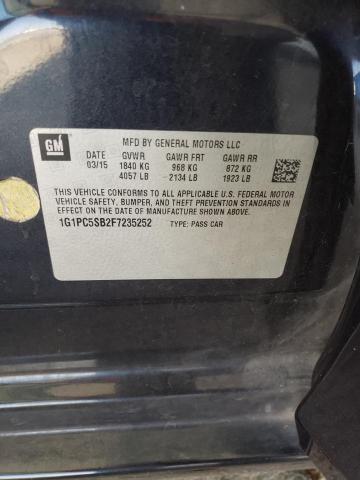 GM
MFD BY GENERAL MOTORS LLC
DATE GVWR GAWR FRT GAWR RR
03/15 1840 KG 968 KG 872 KG
4057 LB 2134 LB 1923 LB
THIS VEHICLE CONFORMS TO ALL APPLICABLE U.S. FEDERAL MOTOR
VEHICLE SAFETY, BUMPER, AND THEFT PREVENTION STANDARDS IN
EFFECT ON THE DATE OF MANUFACTURE SHOWN ABOVE.
1G1PC5SB2F7235252 TYPE: PASS CAR